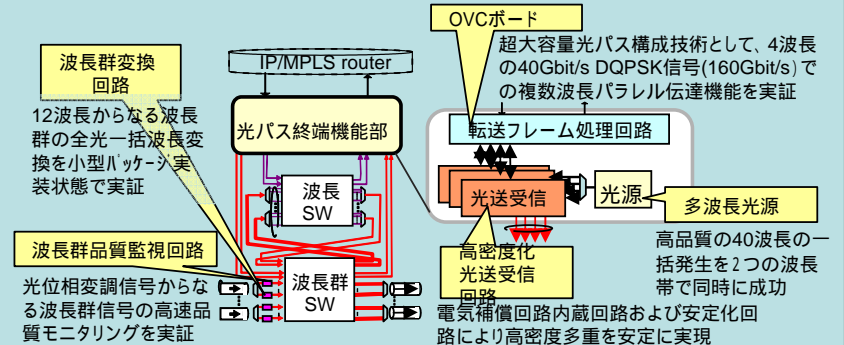 OVCボード
超大容量光パス構成技術として、4波長
の40Gbit/s DQPSK信号(160Gbit/s)で
の複数波長パラレル伝達機能を実証
波長群変換
回路
12波長からなる波長
群の全光一括波長変
換を小型パッケージ実
装状態で実証
IP/MPLS router
光パス終端機能部
転送フレーム処理回路
光送受信
光源
多波長光源
高品質の40波長の一
括発生を2つの波長
帯で同時に成功
波長
SW
波長群品質監視回路
光位相変調信号からな
る波長群信号の高速品
質モニタリングを実証
波長群
SW
高密度化
光送受信
回路
電気補償回路内蔵回路および安定化回
路により高密度多重を安定に実現